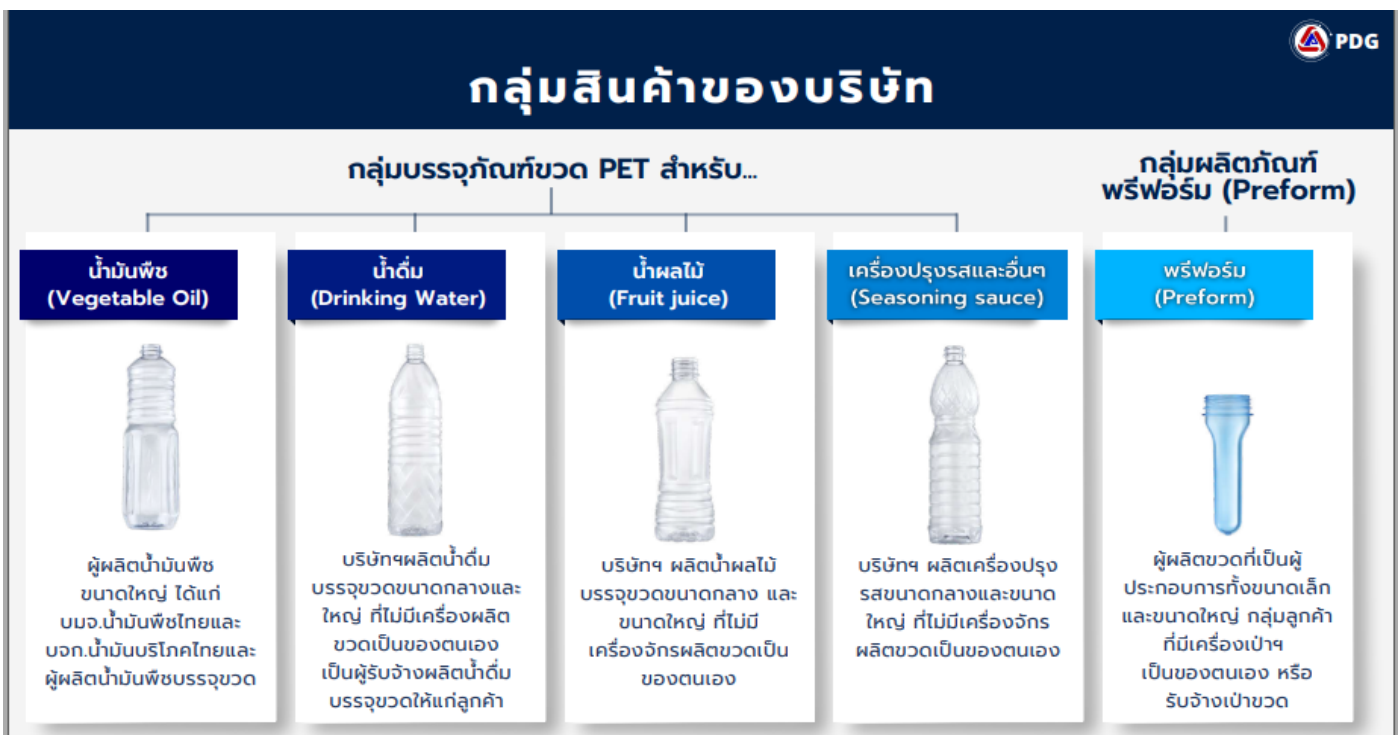 PDG
กลุ่มสินค้าของบริษัท
กลุ่มบรรจุภัณฑ์ขวด PET สำหรับ...
กลุ่มผลิตภัณฑ์
พรีฟอร์ม (Preform)
น้ำมันพืช
(Vegetable Oil)
ผู้ผลิตน้ำมันพืช
ขนาดใหญ่ ได้แก่
บมจ.น้ำมันพืชไทยและ
บจก.น้ำมันบริโภคไทยและ
ผู้ผลิตน้ำมันพืชบรรจุขวด
น้ำดื่ม
(Drinking Water)
บริษัทฯผลิตน้ำดื่ม
บรรจุขวดขนาดกลางและ
ใหญ่ ที่ไม่มีเครื่องผลิต
ขวดเป็นของตนเอง
เป็นผู้รับจ้างผลิตน้ำดื่ม
บรรจุขวดให้แก่ลูกค้า
น้ำผลไม้
(Fruit juice)
บริษัทฯ ผลิตน้ำผลไม้
บรรจุขวดขนาดกลาง และ
ขนาดใหญ่ ที่ไม่มี
เครื่องจักรผลิตขวดเป็น
ของตนเอง
เครื่องปรุงรสและอื่นๆ
(Seasoning sauce)
บริษัทฯ ผลิตเครื่องปรุง
รสขนาดกลางและขนาด
ใหญ่ ที่ไม่มีเครื่องจักร
ผลิตขวดเป็นของตนเอง
พรีฟอร์ม
(Preform)
ผู้ผลิตขวดที่เป็นผู้
ประกอบการทั้งขนาดเล็ก
และขนาดใหญ่ กลุ่มลูกค้า
ที่มีเครื่องเป่าฯ
เป็นของตนเอง หรือ
รับจ้างเป่าขวด